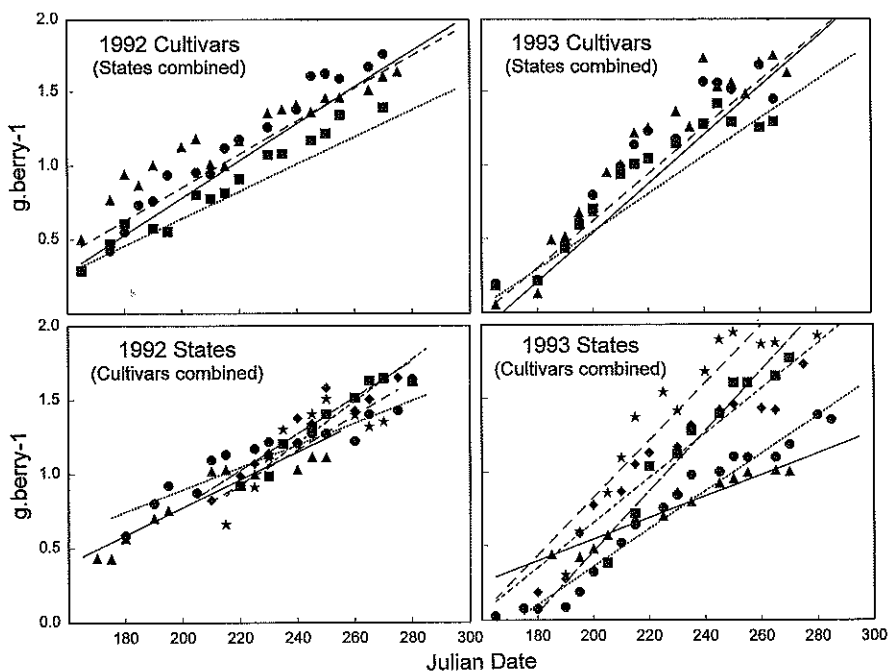 2.0
1992 Cultivars
(States combined)
1.5
1.0
0.5
g.berry-1
1993 Cultivars
(States combined)
2.0
1992 States
(Cultivars combined)
1.5
1.0
0.5
0.0
g.berry-1
1993 States
(Cultivars combined)
180 200 220 240 260 280 300
180 200 220 240 260 280 300
Julian Date